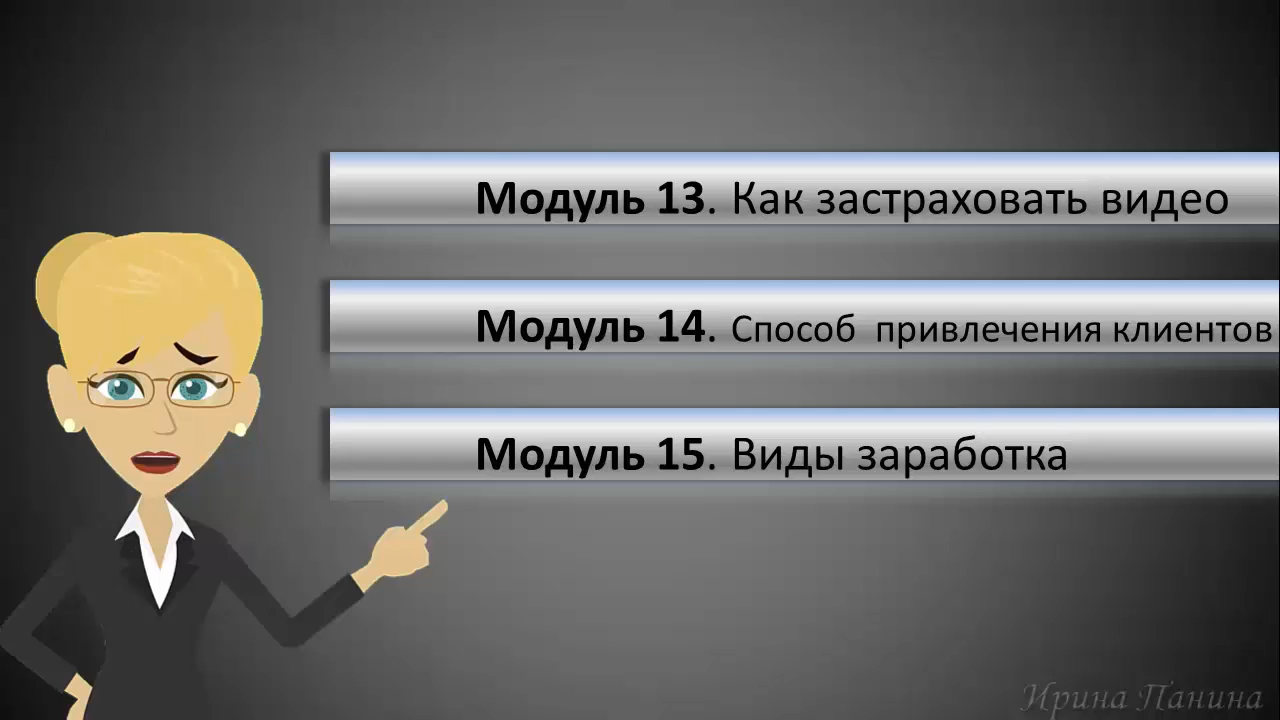 Модуль 13. Как застраховать видео
Модуль 14. Способ привлечения клиентов
Модуль 15. Виды заработка
Ирина Панина